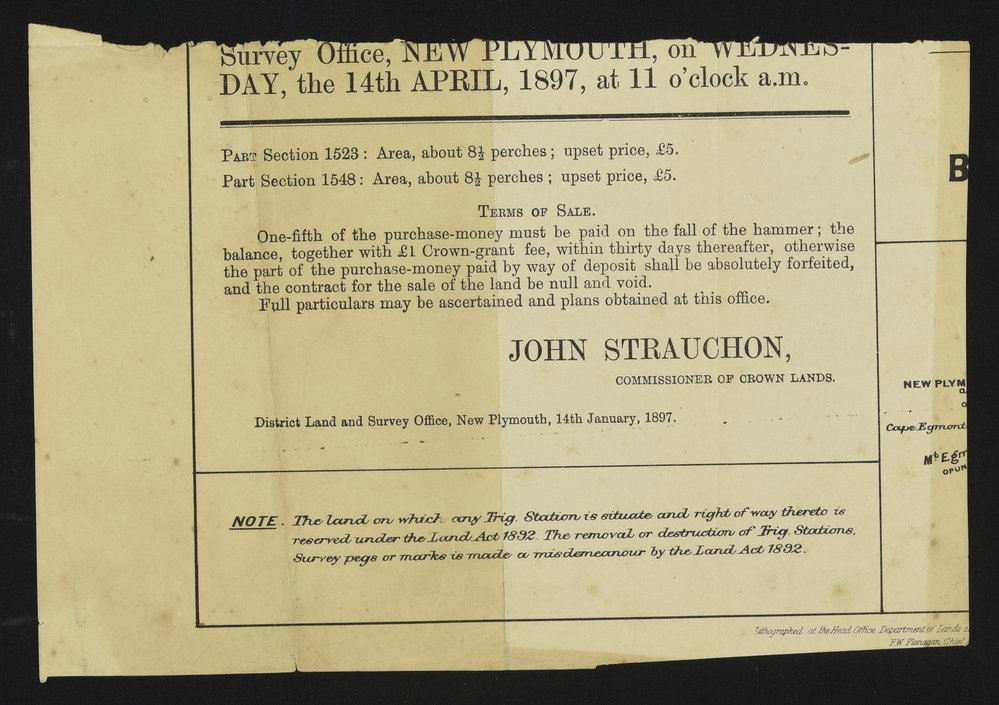 Survey Office, NEW PLYMOUTH, on WEDNES-
DAY, the 14th APRIL, 1897, at 11 o'clock a.m.
PART Section 1523: Area, about 8½ perches; upset price, £5.
Part Section 1548: Area, about 8½ perches; upset price, £5.
TERMS OF SALE.
One-fifth of the purchase-money must be paid on the fall of the hammer; the
balance, together with £1 Crown-grant fee, within thirty days thereafter, otherwise
the part of the purchase-money paid by way of deposit shall be absolutely forfeited,
and the contract for the sale of the land be null and void.
Full particulars may be ascertained and plans obtained at this office.
JOHN STRAUCHON,
COMMISSIONER OF CROWN LANDS.
District Land and Survey Office, New Plymouth, 14th January, 1897.
NOTE. The land on which any Trig. Station is situate and right of way thereto is
reserved under the Land Act 1892. The removal or destruction of Trig. Stations,
Survey pegs or marks is made a misdemeanour by the Land Act 1892.
B
NEW PLYM
Cape Egmont
Mt Egm
OPUN
Lithographed at the Head Office, Department of Lands a
F.W. Flanagan Chief